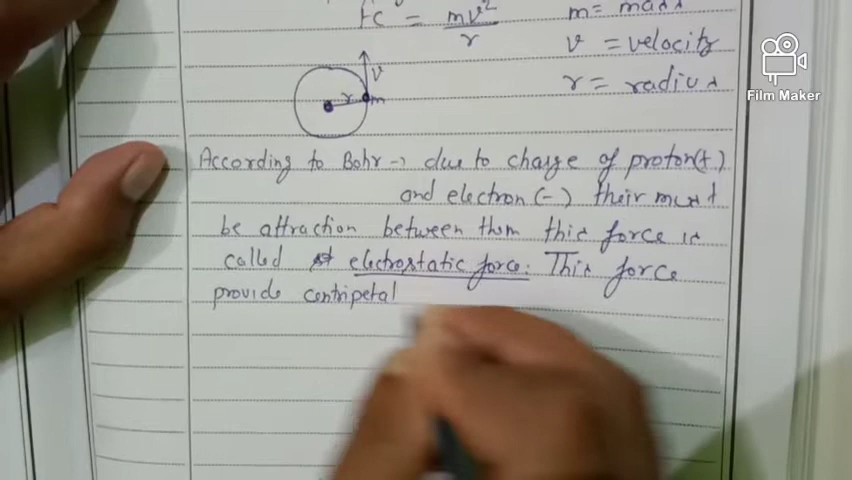 Fc = mv²/r
m = mass
v = velocity
r = radius
v
r m
According to Bohr → due to charge of proton (+)
and electron (-) their must
be attraction between them this force is
called electrostatic force. This force
provide centripetal
Film Maker